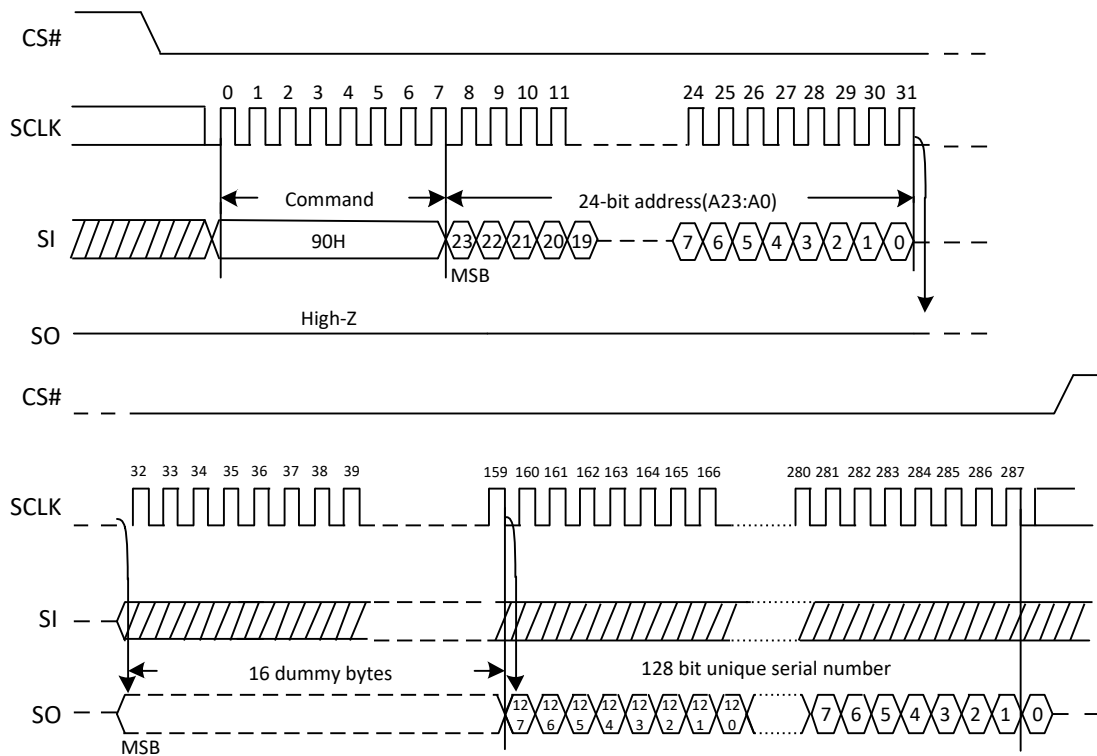 CS#
0 1 2 3 4 5 6 7 8 9 10 11 24 25 26 27 28 29 30 31
SCLK
Command 24-bit address(A23:A0)
SI 90H 23 22 21 20 19 7 6 5 4 3 2 1 0
MSB
High-Z
SO
CS#
32 33 34 35 36 37 38 39 159 160 161 162 163 164 165 166 280 281 282 283 284 285 286 287
SCLK
SI
16 dummy bytes 128 bit unique serial number
SO 127 126 125 124 123 122 121 120 7 6 5 4 3 2 1 0
MSB